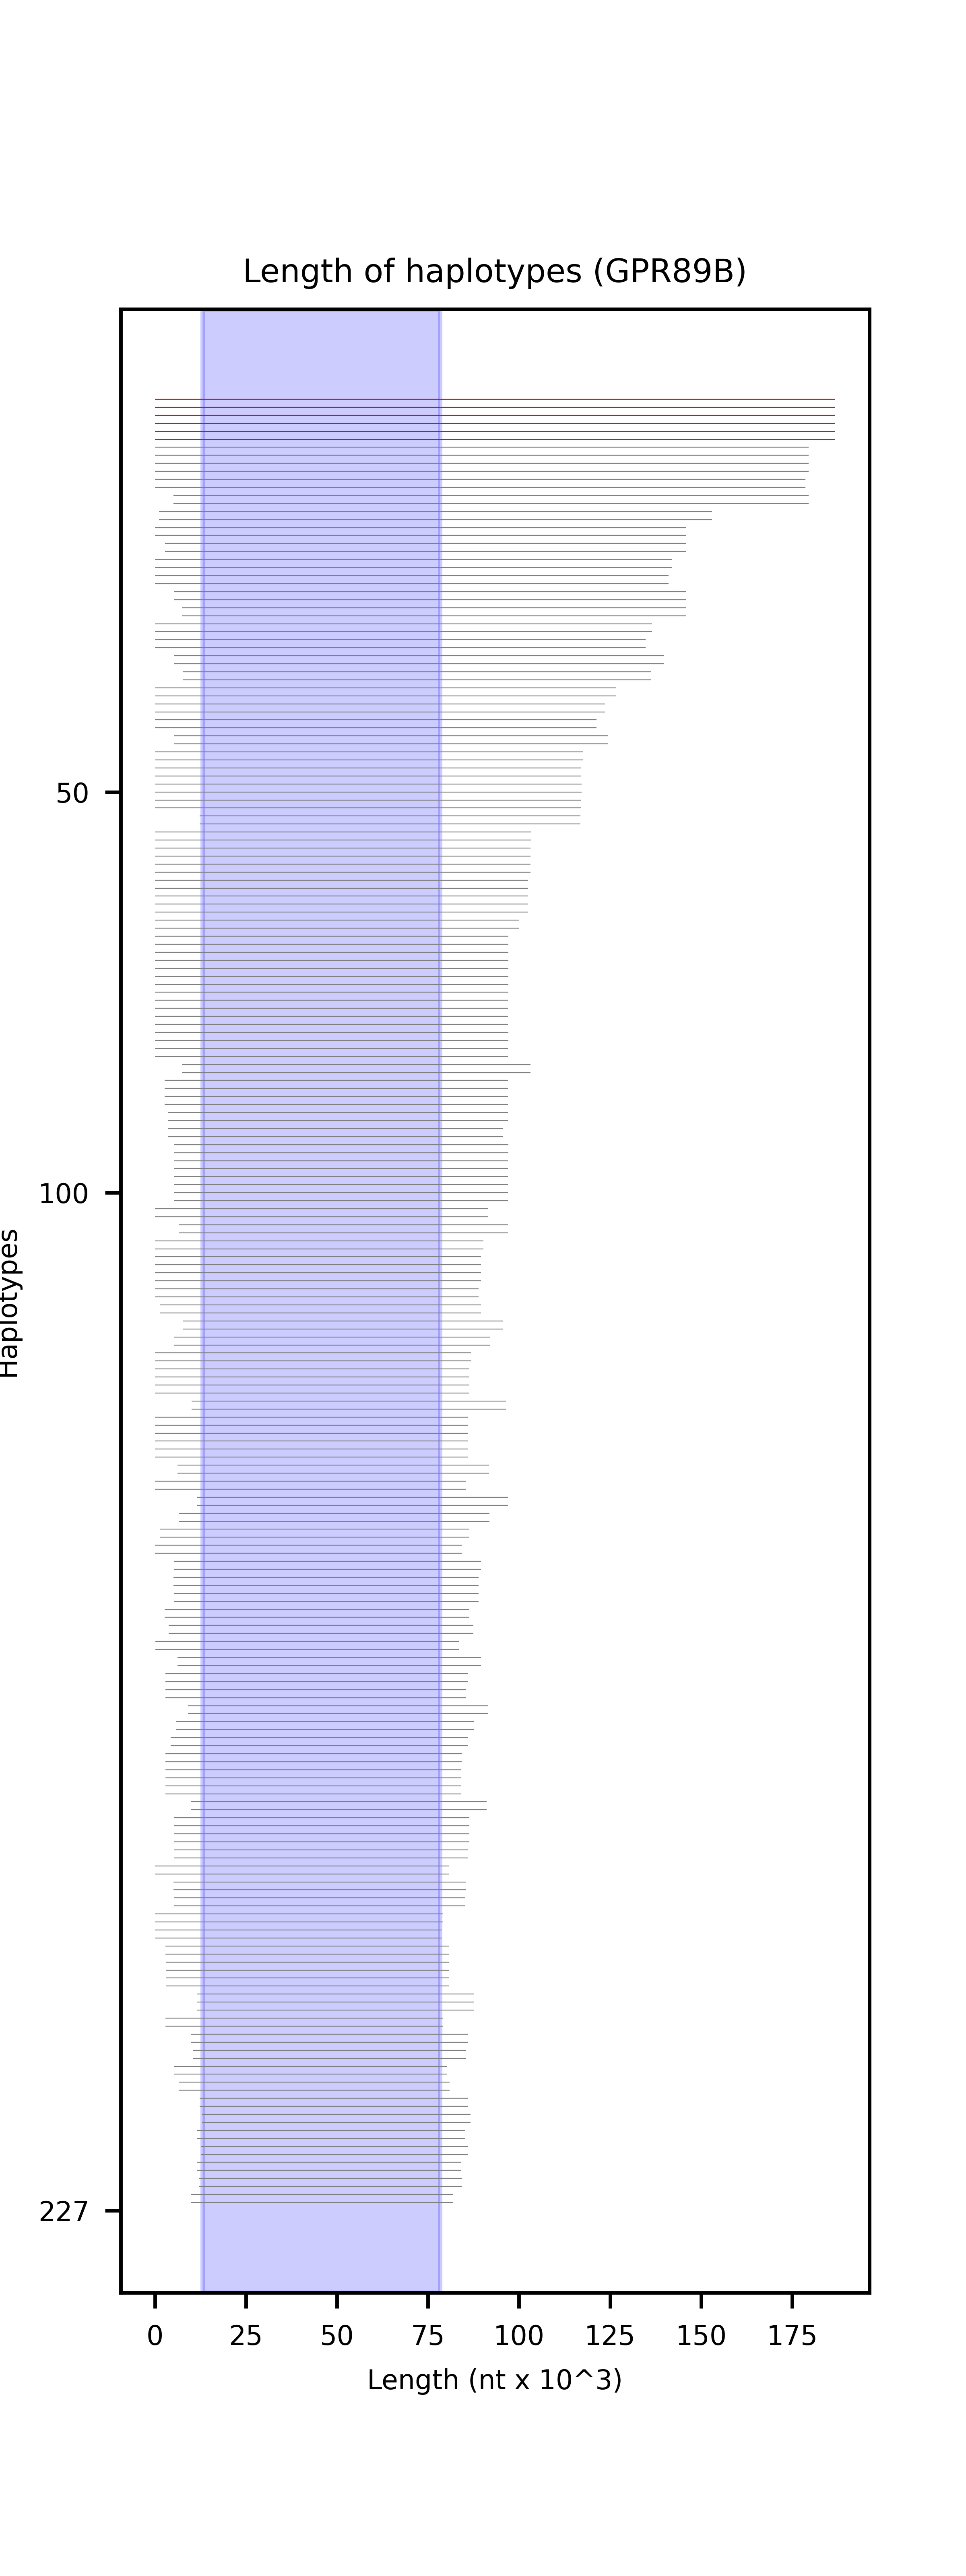 Length of haplotypes (GPR89B)
50
100
227
Haplotypes
0 25 50 75 100 125 150 175
Length (nt x 10^3)